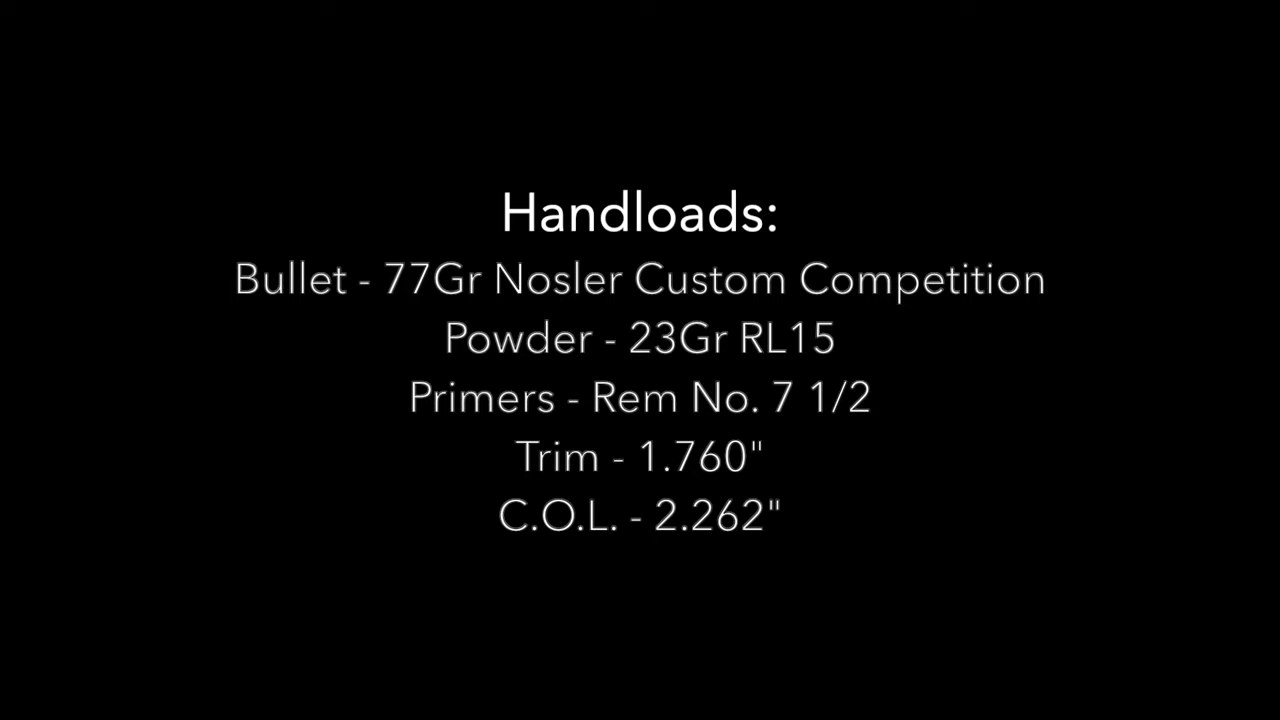 Handloads:
Bullet - 77Gr Nosler Custom Competition
Powder - 23Gr RL15
Primers - Rem No. 7 1/2
Trim - 1.760"
C.O.L. - 2.262"